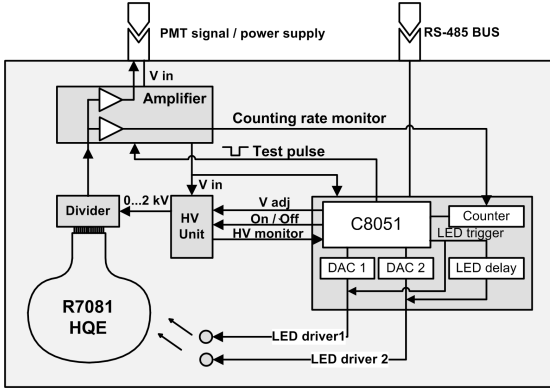 PMT signal / power supply
RS-485 BUS
V in
Amplifier
Counting rate monitor
Test pulse
V in
0...2 kV
V adj
Divider
HV
Unit
On / Off
C8051
Counter
HV monitor
LED trigger
DAC 1
DAC 2
LED delay
R7081
HQE
LED driver1
LED driver 2